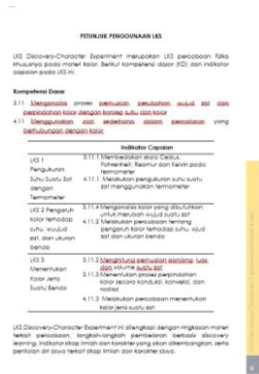 PETUNJUK PENGGUNAAN LKS
LKS Discovery-Character Experiment merupakan LKS percobaan fisika
khususnya pada materi kalor. Berikut kompetensi dasar (KD) dan indikator
capaian pada LKS ini.
Kompetensi Dasar
3.11 Menganalisis proses pemuaian, perubahan wujud zat dan
perpindahan kalor dengan konsep suhu dan kalor
4.11 Menggunakan alat sederhana dalam percobaan yang
berhubungan dengan kalor
Indikator Capaian
LKS 1
Pengukuran
Suhu Suatu Zat
dengan
Termometer
3.11.1 Membedakan skala Celsius,
Fahrenheit, Reamur dan Kelvin pada
termometer
4.11.1 Melakukan pengukuran suhu suatu
zat menggunakan termometer
LKS 2 Pengaruh
kalor terhadap
suhu, wujud
zat, dan ukuran
benda
3.11.4 Menganalisis kalor yang dibutuhkan
untuk merubah wujud suatu zat
4.11.2 Melakukan percobaan tentang
pengaruh kalor terhadap suhu, wjud
zat dan ukuran benda
LKS 3
Menentukan
Kalor Jenis
Suatu Benda
3.11.2 Menghitung pemuaian panjang, luas,
dan volume suatu zat
3.11.3 Menentukan proses perpindahan
kalor secara konduksi, konveksi, dan
radiasi
4.11.3 Melakukan percobaan menentukan
kalor jenis suatu zat
LKS Discovery-Character Experiment ini dilengkapi dengan ringkasan materi
terkait percobaan, langkah-langkah pembelajaran berbasis discovery
learning, indikator sikap ilmiah dan karakter yang akan dikembangkan, serta
penilaian diri siswa terkait sikap ilmiah dan karakter siswa.